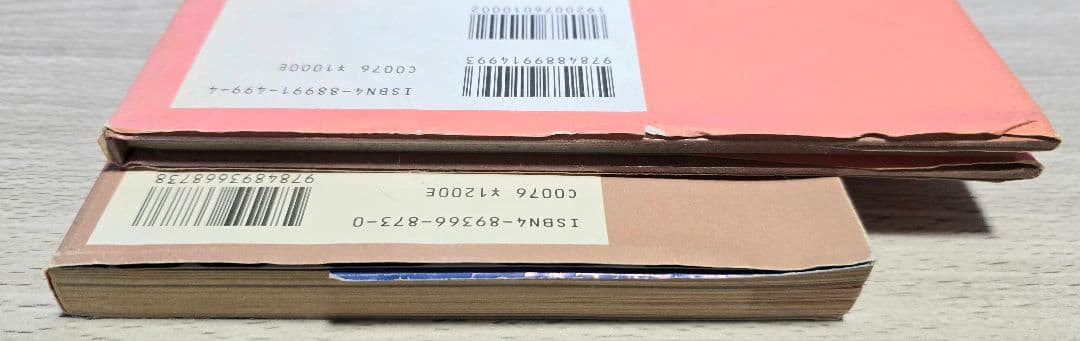 ISBN4-88991-499-4
C0076 ¥1000E
9784889914993
1920076010002
ISBN4-89366-873-0
C0076 ¥1200E
9784893668738